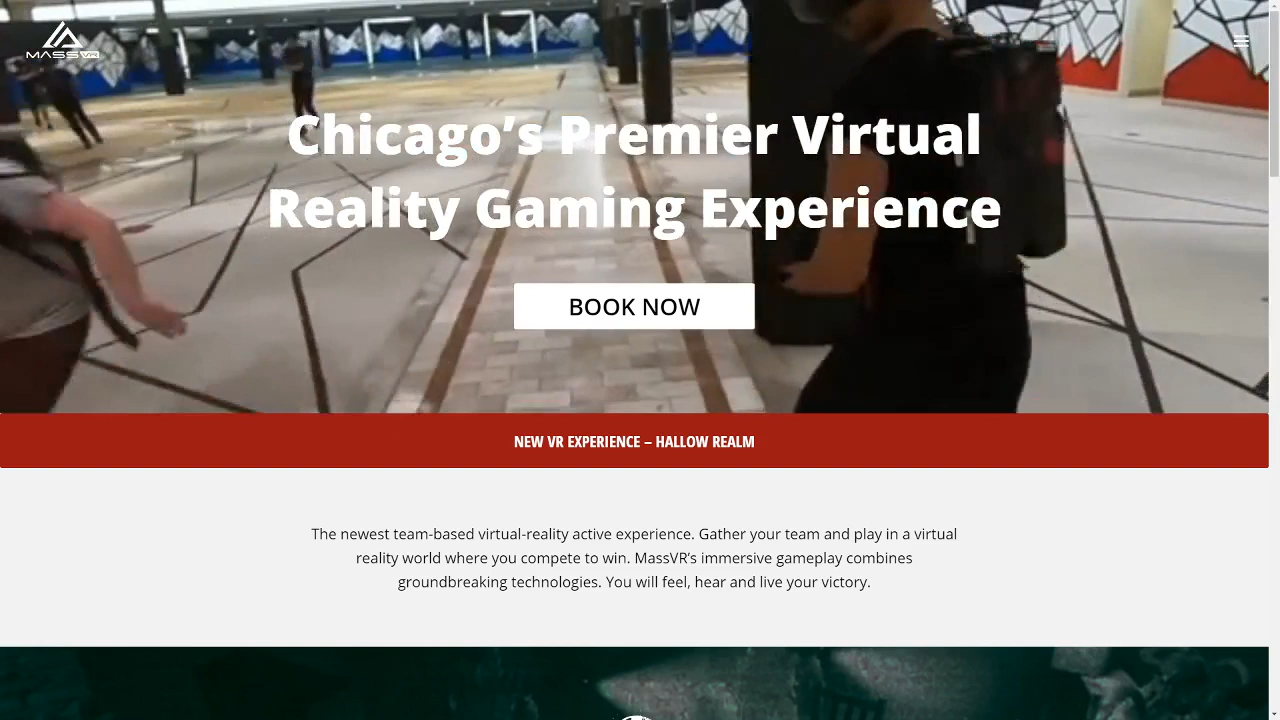 MASSVR
Chicago’s Premier Virtual
Reality Gaming Experience
BOOK NOW
NEW VR EXPERIENCE – HALLOW REALM
The newest team-based virtual-reality active experience. Gather your team and play in a virtual
reality world where you compete to win. MassVR’s immersive gameplay combines
groundbreaking technologies. You will feel, hear and live your victory.